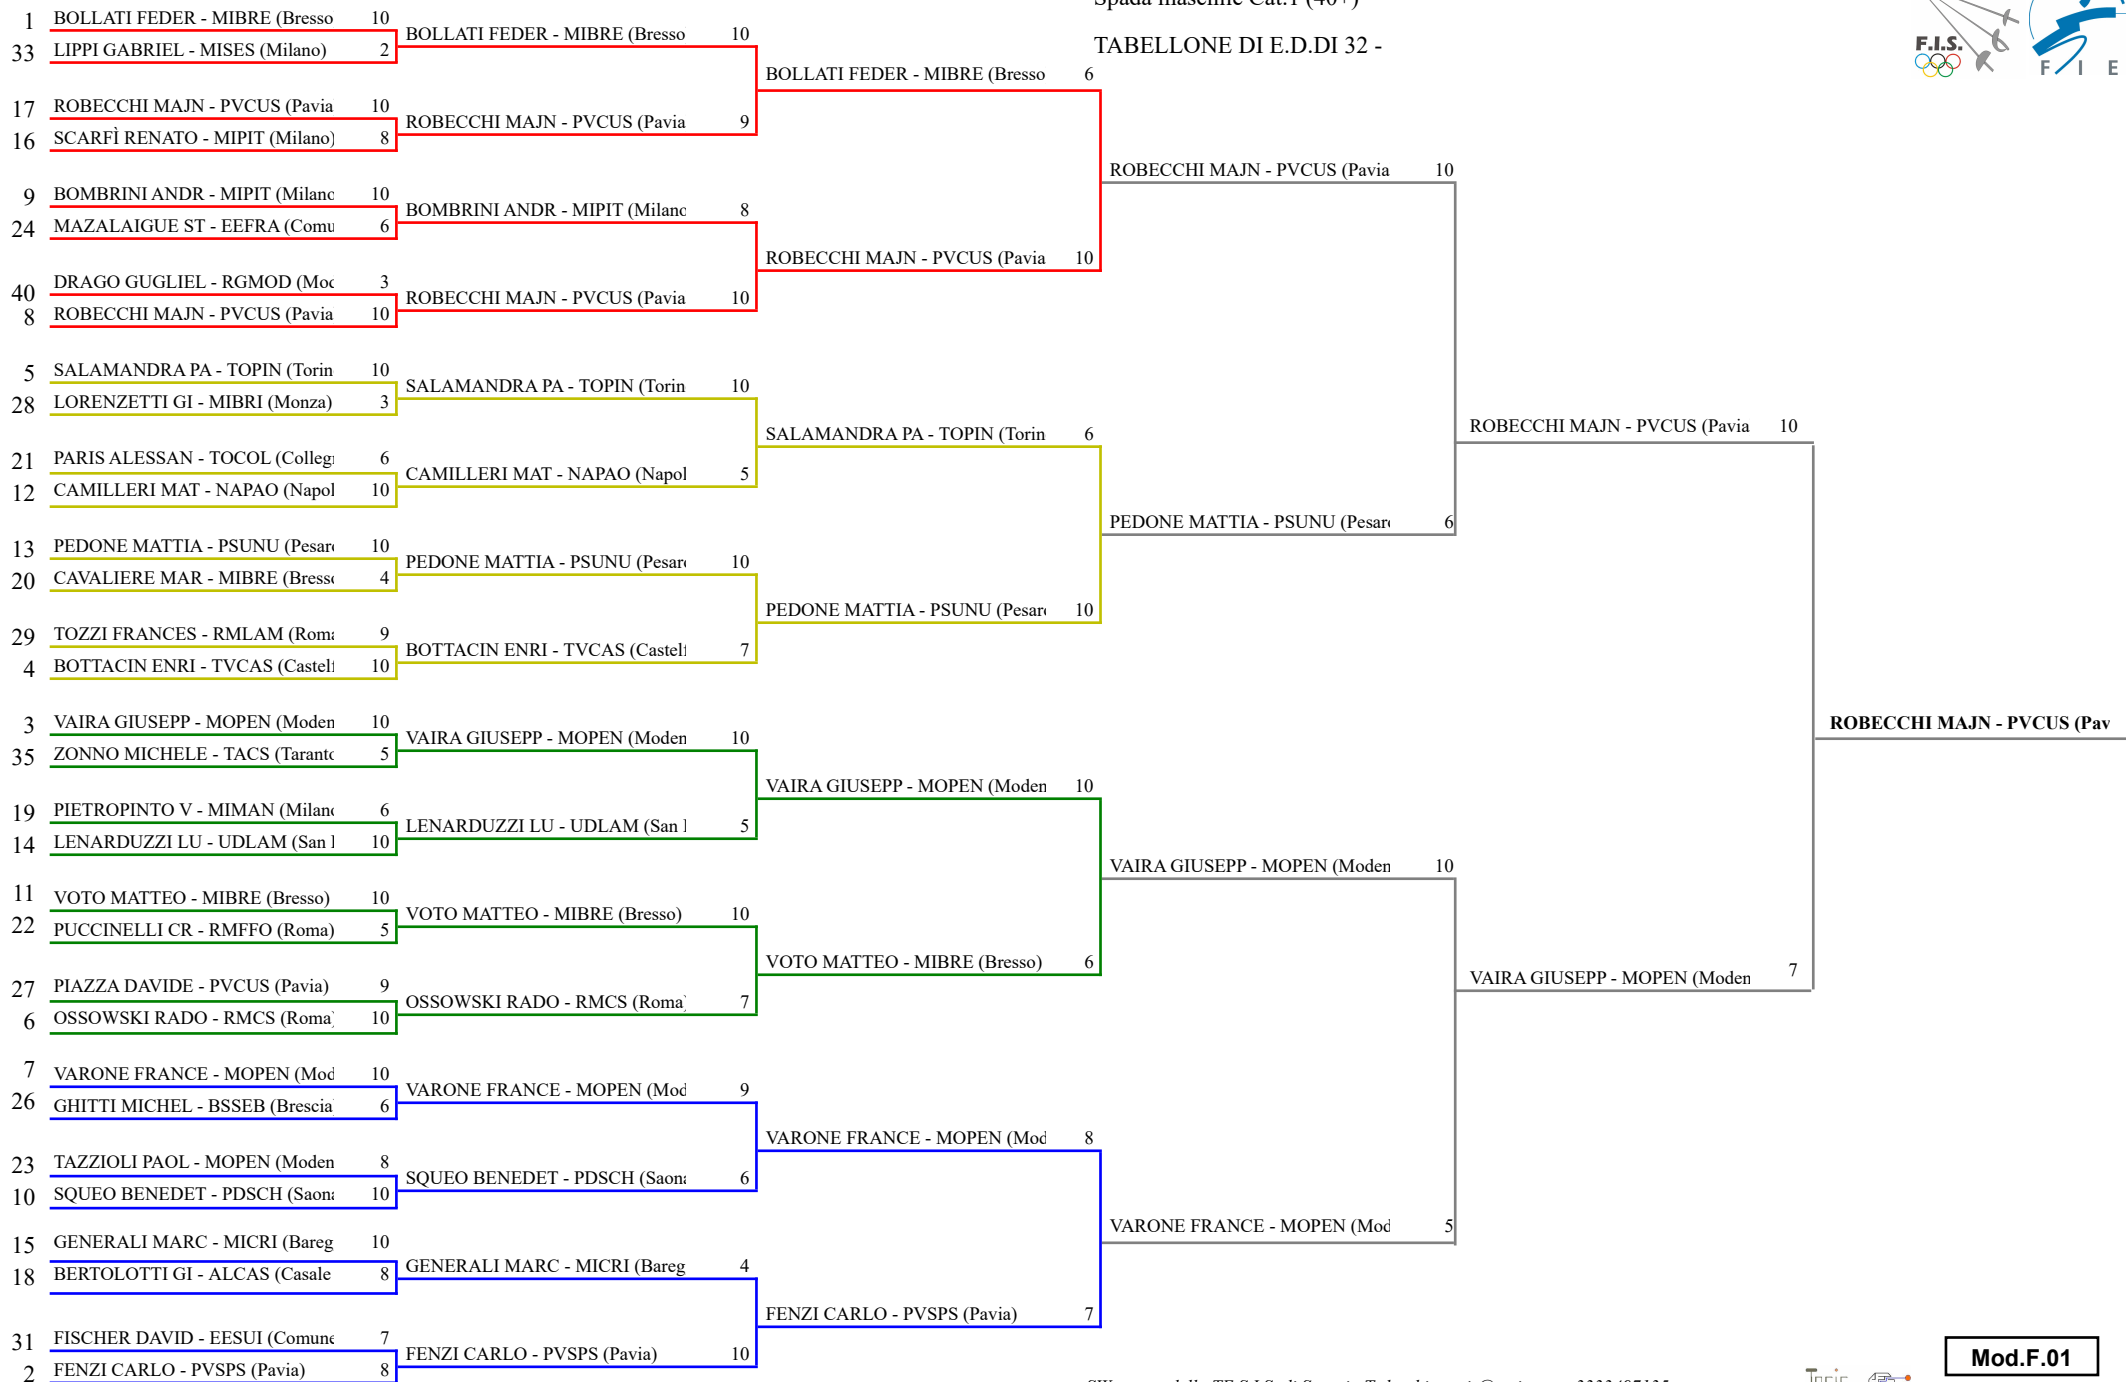 Spada maschile Cat.1 (40+)
TABELLONE DI E.D.DI 32 -
F.I.S.
F I E
1 BOLLATI FEDER - MIBRE (Bresso 10
33 LIPPI GABRIEL - MISES (Milano) 2
17 ROBECCHI MAJN - PVCUS (Pavia 10
16 SCARFÌ RENATO - MIPIT (Milano) 8
9 BOMBRINI ANDR - MIPIT (Milano 10
24 MAZALAIGUE ST - EEFRA (Comu 6
40 DRAGO GUGLIEL - RGMOD (Moc 3
8 ROBECCHI MAJN - PVCUS (Pavia 10
5 SALAMANDRA PA - TOPIN (Torin 10
28 LORENZETTI GI - MIBRI (Monza) 3
21 PARIS ALESSAN - TOCOL (Colleg 6
12 CAMILLERI MAT - NAPAO (Napol 10
13 PEDONE MATTIA - PSUNU (Pesar 10
20 CAVALIERE MAR - MIBRE (Bress 4
29 TOZZI FRANCES - RMLAM (Roma 9
4 BOTTACIN ENRI - TVCAS (Castelf 10
3 VAIRA GIUSEPP - MOPEN (Moden 10
35 ZONNO MICHELE - TACS (Taranto 5
19 PIETROPINTO V - MIMAN (Milano 6
14 LENARDUZZI LU - UDLAM (San 10
11 VOTO MATTEO - MIBRE (Bresso) 10
22 PUCCINELLI CR - RMFFO (Roma) 5
27 PIAZZA DAVIDE - PVCUS (Pavia) 9
6 OSSOWSKI RADO - RMCS (Roma) 10
7 VARONE FRANCE - MOPEN (Mod 10
26 GHITTI MICHEL - BSSEB (Brescia) 6
23 TAZZIOLI PAOL - MOPEN (Moden 8
10 SQUEO BENEDET - PDSCH (Saona 10
15 GENERALI MARC - MICRI (Bareg 10
18 BERTOLOTTI GI - ALCAS (Casale 8
31 FISCHER DAVID - EESUI (Comune 7
2 FENZI CARLO - PVSPS (Pavia) 8
BOLLATI FEDER - MIBRE (Bresso 10
ROBECCHI MAJN - PVCUS (Pavia 9
BOMBRINI ANDR - MIPIT (Milano 8
ROBECCHI MAJN - PVCUS (Pavia 10
SALAMANDRA PA - TOPIN (Torin 10
CAMILLERI MAT - NAPAO (Napol 5
PEDONE MATTIA - PSUNU (Pesar 10
BOTTACIN ENRI - TVCAS (Castelf 7
VAIRA GIUSEPP - MOPEN (Moden 10
LENARDUZZI LU - UDLAM (San 5
VOTO MATTEO - MIBRE (Bresso) 10
OSSOWSKI RADO - RMCS (Roma) 7
VARONE FRANCE - MOPEN (Mod 9
SQUEO BENEDET - PDSCH (Saona 6
GENERALI MARC - MICRI (Bareg 4
FENZI CARLO - PVSPS (Pavia) 10
BOLLATI FEDER - MIBRE (Bresso 6
ROBECCHI MAJN - PVCUS (Pavia 10
SALAMANDRA PA - TOPIN (Torin 6
PEDONE MATTIA - PSUNU (Pesar 10
VAIRA GIUSEPP - MOPEN (Moden 10
VOTO MATTEO - MIBRE (Bresso) 6
VARONE FRANCE - MOPEN (Mod 8
FENZI CARLO - PVSPS (Pavia) 7
ROBECCHI MAJN - PVCUS (Pavia 10
PEDONE MATTIA - PSUNU (Pesar 6
VAIRA GIUSEPP - MOPEN (Moden 10
VARONE FRANCE - MOPEN (Mod 5
ROBECCHI MAJN - PVCUS (Pavia 10
VAIRA GIUSEPP - MOPEN (Moden 7
ROBECCHI MAJN - PVCUS (Pav
Mod.F.01